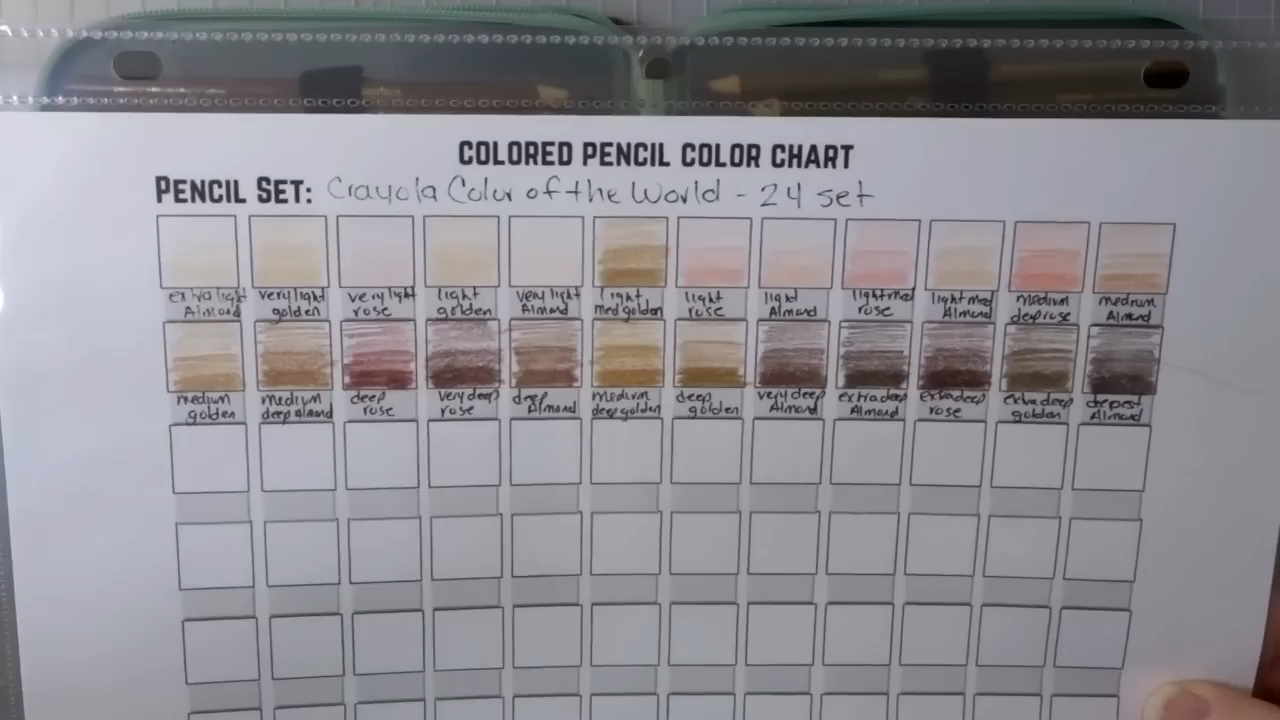 COLORED PENCIL COLOR CHART
PENCIL SET: Crayola Color of the World - 24 set
extra light Almond
very light golden
very light rose
light golden
very light Almond
light med golden
light rose
light Almond
light med rose
light med Almond
medium deep rose
medium Almond
medium golden
medium deep Almond
deep rose
very deep rose
deep Almond
medium deep golden
deep golden
very deep Almond
extra deep Almond
extra deep rose
extra deep golden
deepest Almond